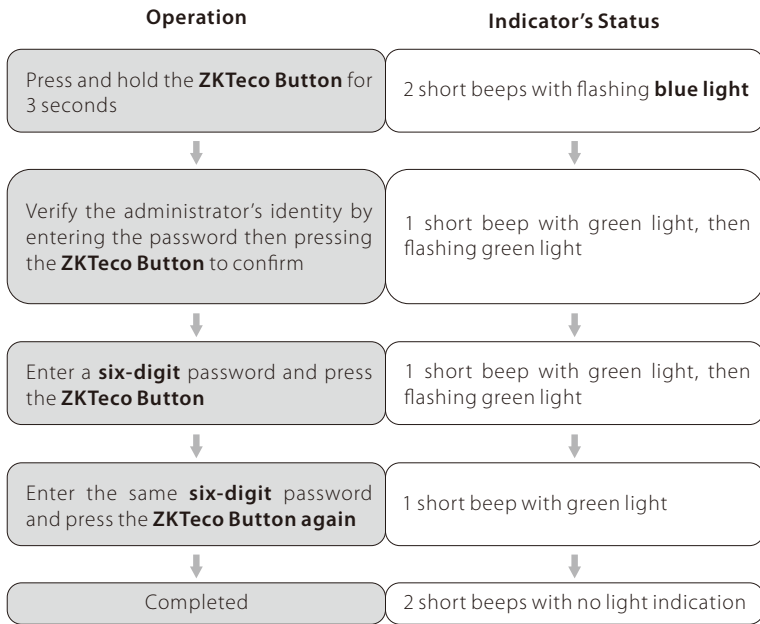 Operation
Indicator's Status
Press and hold the ZKTeco Button for
3 seconds
2 short beeps with flashing blue light
Verify the administrator's identity by
entering the password then pressing
the ZKTeco Button to confirm
1 short beep with green light, then
flashing green light
Enter a six-digit password and press
the ZKTeco Button
1 short beep with green light, then
flashing green light
Enter the same six-digit password
and press the ZKTeco Button again
1 short beep with green light
Completed
2 short beeps with no light indication